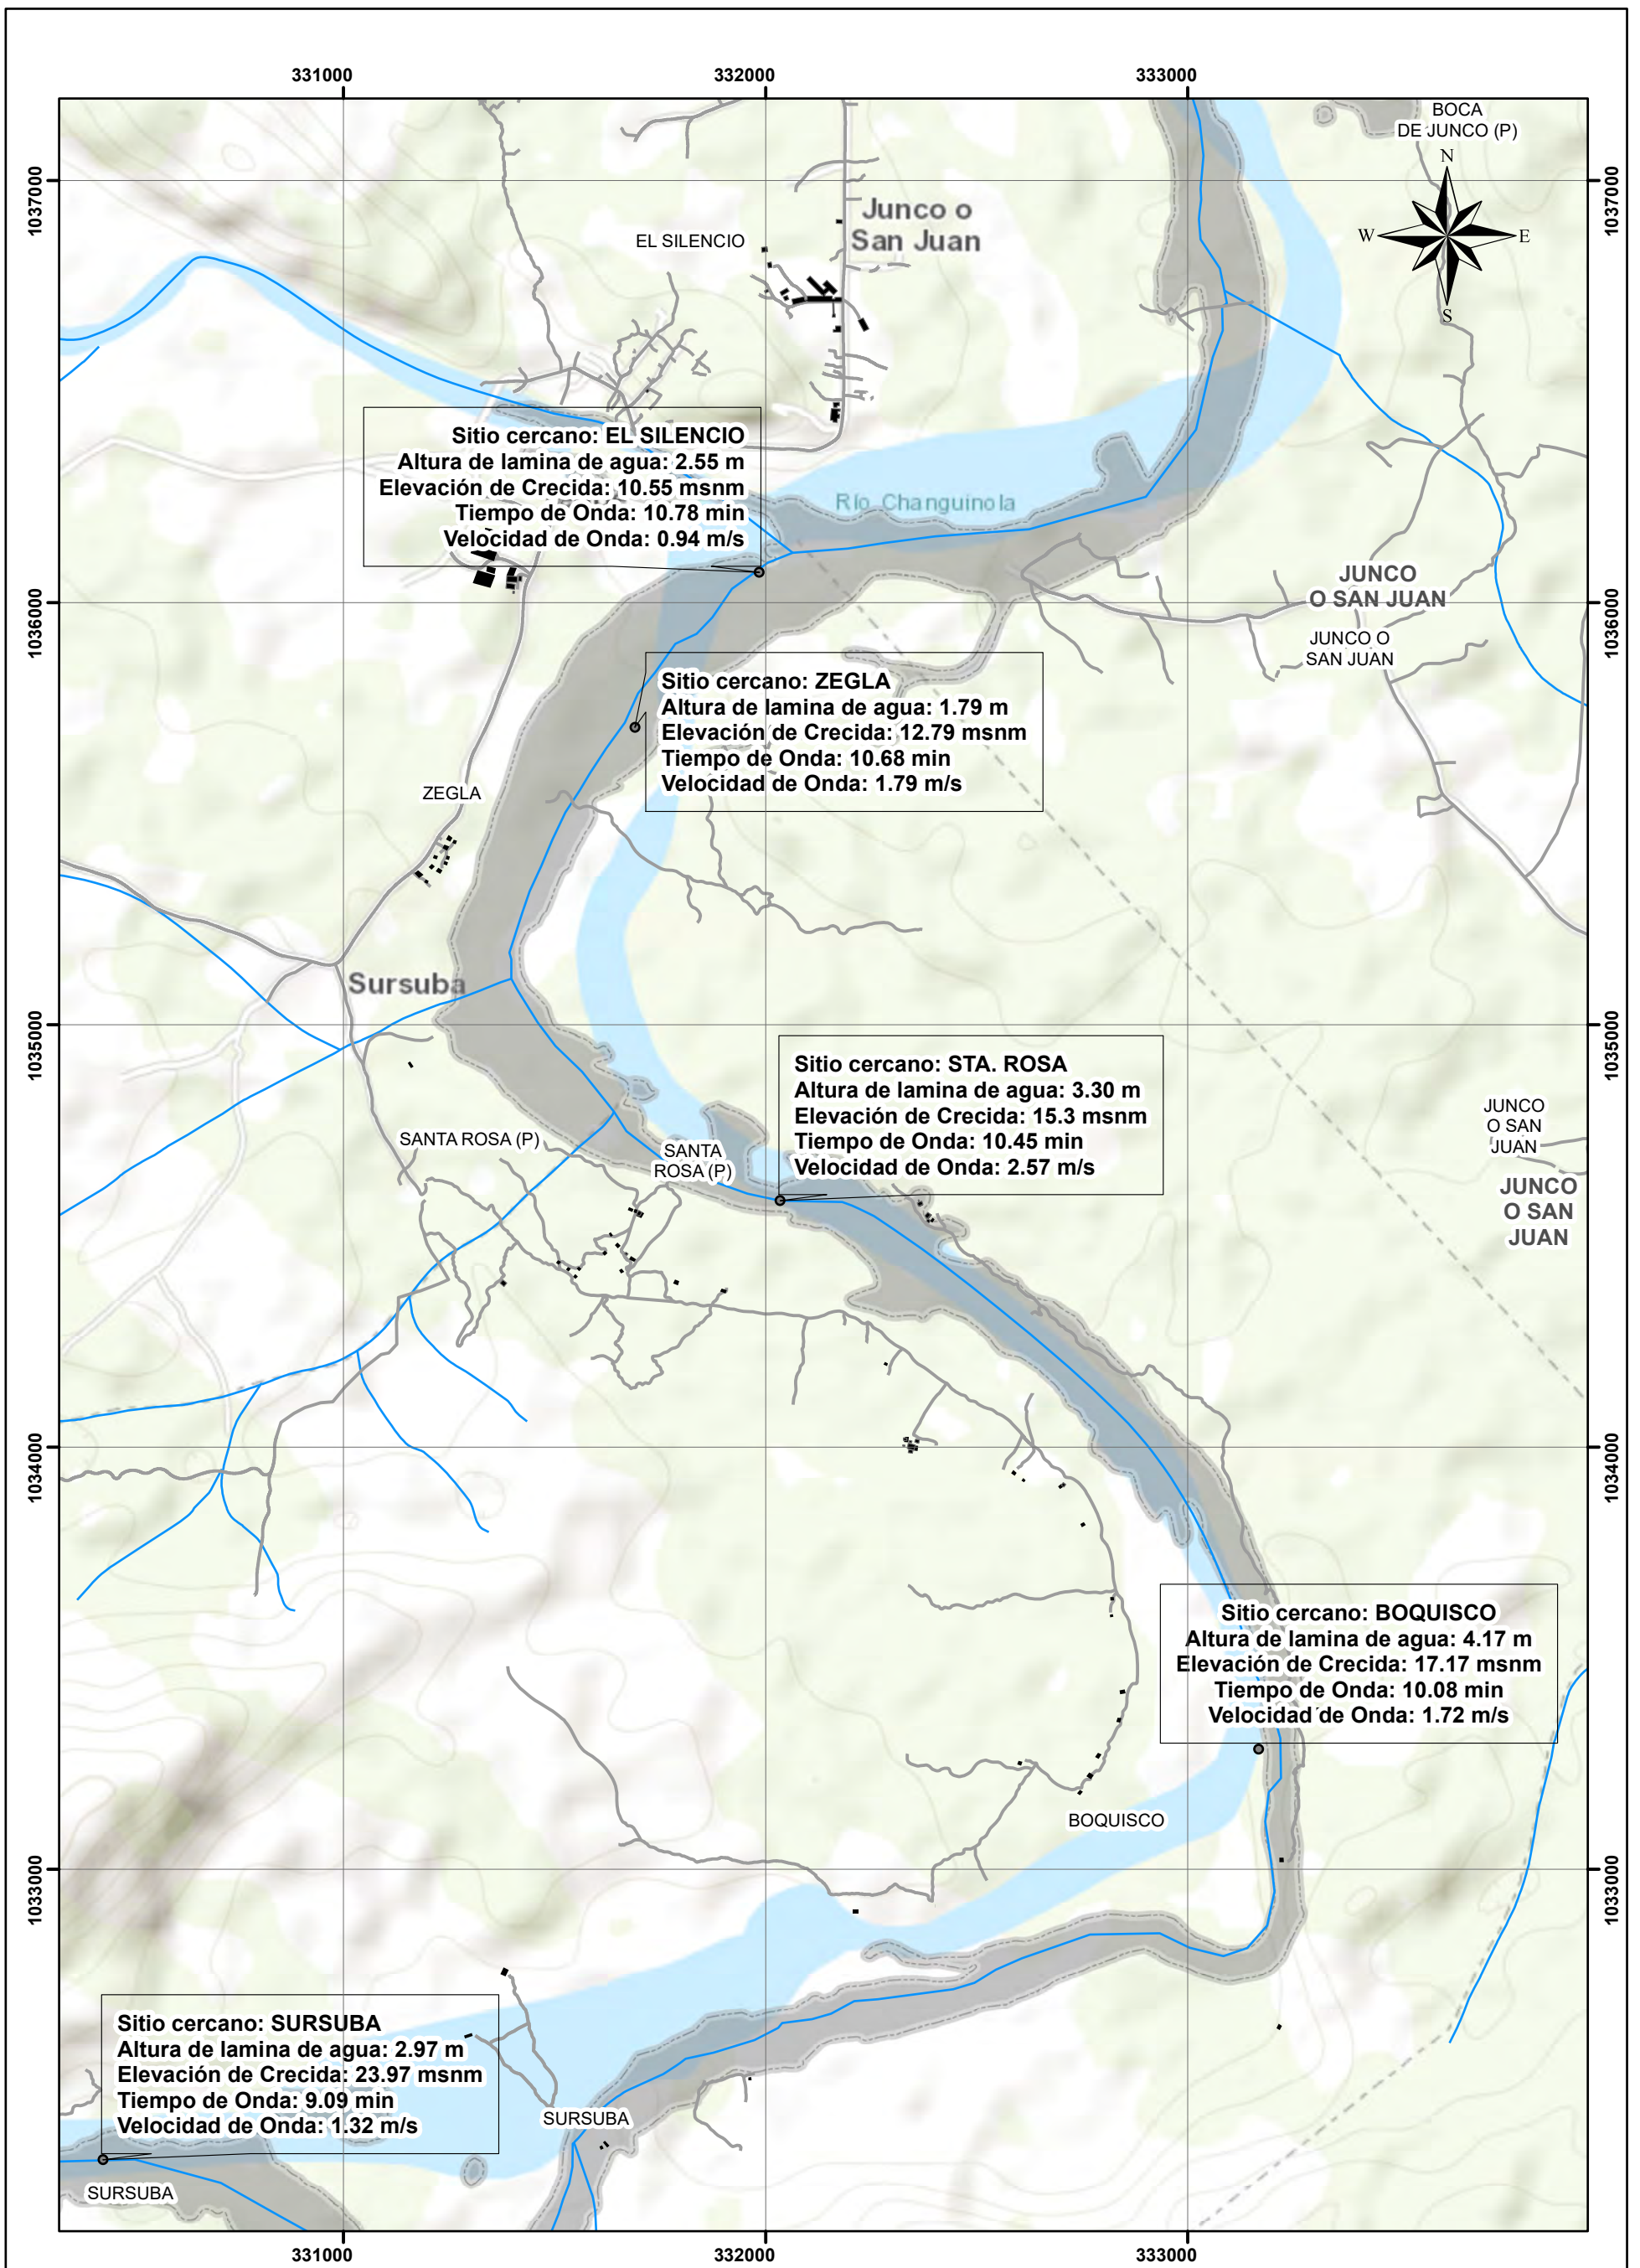 331000
332000
333000
BOCA
DE JUNCO (P)
N
W
E
S
1037000
1037000
Junco o
San Juan
EL SILENCIO
Sitio cercano: EL SILENCIO
Altura de lamina de agua: 2.55 m
Elevación de Crecida: 10.55 msnm
Tiempo de Onda: 10.78 min
Velocidad de Onda: 0.94 m/s
Río Changuinola
JUNCO
O SAN JUAN
1036000
1036000
JUNCO O
SAN JUAN
Sitio cercano: ZEGLA
Altura de lamina de agua: 1.79 m
Elevación de Crecida: 12.79 msnm
Tiempo de Onda: 10.68 min
Velocidad de Onda: 1.79 m/s
ZEGLA
Sursuba
1035000
1035000
Sitio cercano: STA. ROSA
Altura de lamina de agua: 3.30 m
Elevación de Crecida: 15.3 msnm
Tiempo de Onda: 10.45 min
Velocidad de Onda: 2.57 m/s
SANTA ROSA (P)
SANTA
ROSA (P)
JUNCO
O SAN
JUAN
JUNCO
O SAN
JUAN
1034000
1034000
Sitio cercano: BOQUISCO
Altura de lamina de agua: 4.17 m
Elevación de Crecida: 17.17 msnm
Tiempo de Onda: 10.08 min
Velocidad de Onda: 1.72 m/s
BOQUISCO
1033000
1033000
Sitio cercano: SURSUBA
Altura de lamina de agua: 2.97 m
Elevación de Crecida: 23.97 msnm
Tiempo de Onda: 9.09 min
Velocidad de Onda: 1.32 m/s
SURSUBA
SURSUBA
331000
332000
333000